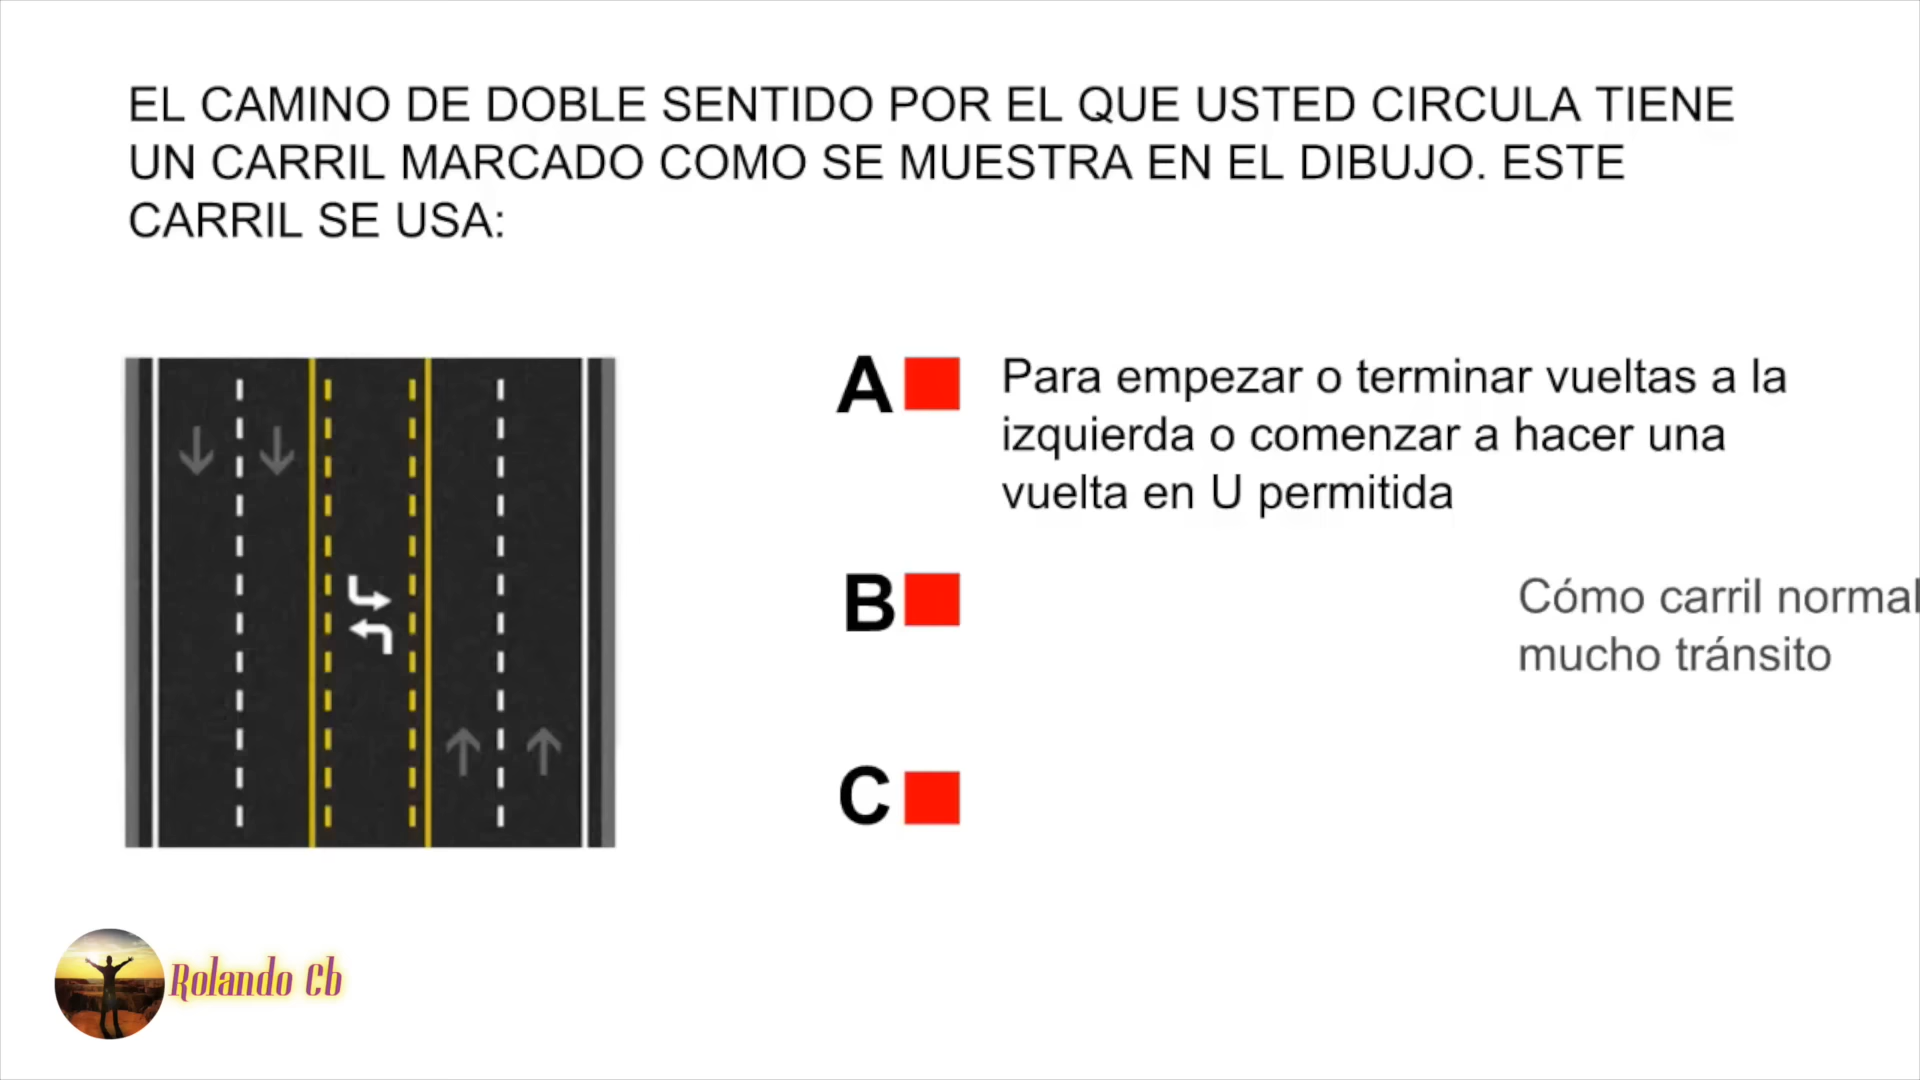 EL CAMINO DE DOBLE SENTIDO POR EL QUE USTED CIRCULA TIENE
UN CARRIL MARCADO COMO SE MUESTRA EN EL DIBUJO. ESTE
CARRIL SE USA:
A
Para empezar o terminar vueltas a la
izquierda o comenzar a hacer una
vuelta en U permitida
B
Cómo carril normal
mucho tránsito
C
Rolando Cb